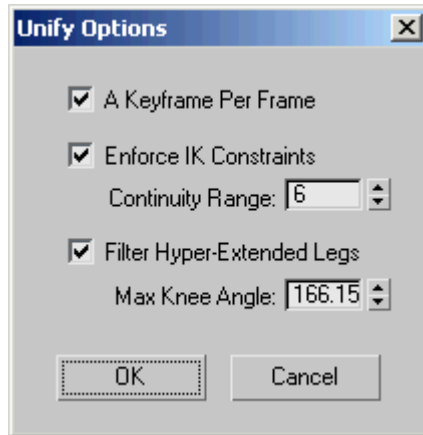 Unify Options
A Keyframe Per Frame
Enforce IK Constraints
Continuity Range: 6
Filter Hyper-Extended Legs
Max Knee Angle: 166.15
OK Cancel